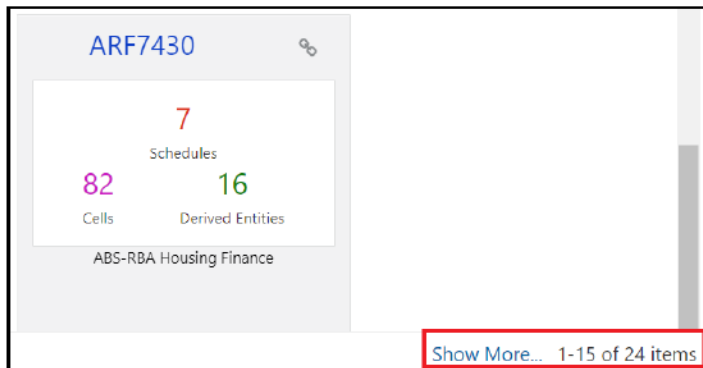 ARF7430
7
Schedules
82
16
Cells
Derived Entities
ABS-RBA Housing Finance
Show More... 1-15 of 24 items